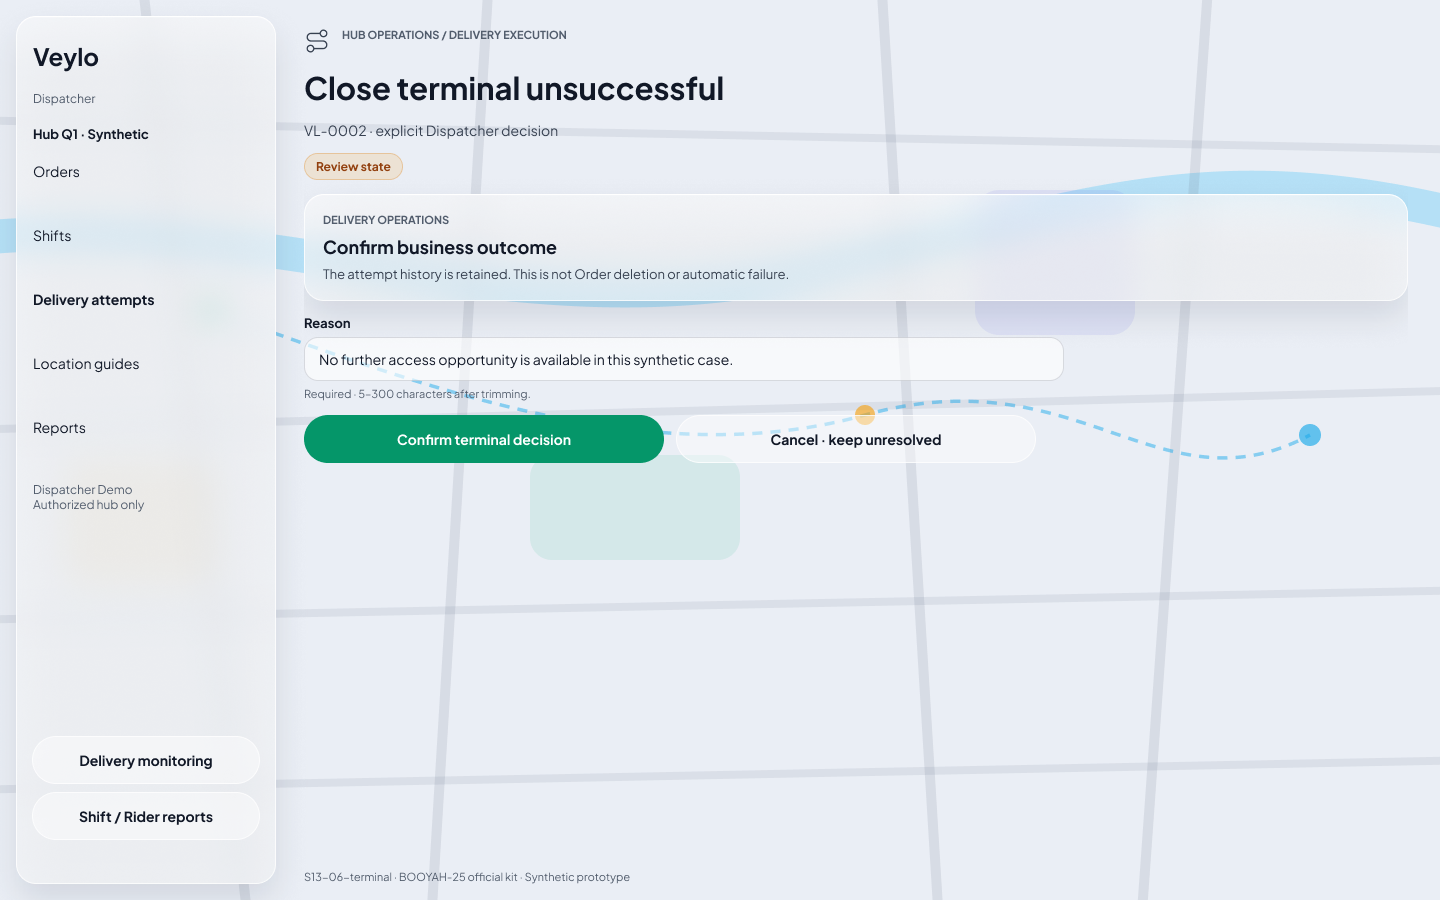 Veylo
Dispatcher
Hub Q1 · Synthetic
Orders
Shifts
Delivery attempts
Location guides
Reports
Dispatcher Demo
Authorized hub only
Delivery monitoring
Shift / Rider reports
HUB OPERATIONS / DELIVERY EXECUTION
Close terminal unsuccessful
VL-0002 · explicit Dispatcher decision
Review state
DELIVERY OPERATIONS
Confirm business outcome
The attempt history is retained. This is not Order deletion or automatic failure.
Reason
No further access opportunity is available in this synthetic case.
Required · 5–300 characters after trimming.
Confirm terminal decision
Cancel · keep unresolved
S13-06-terminal · BOOYAH-25 official kit · Synthetic prototype